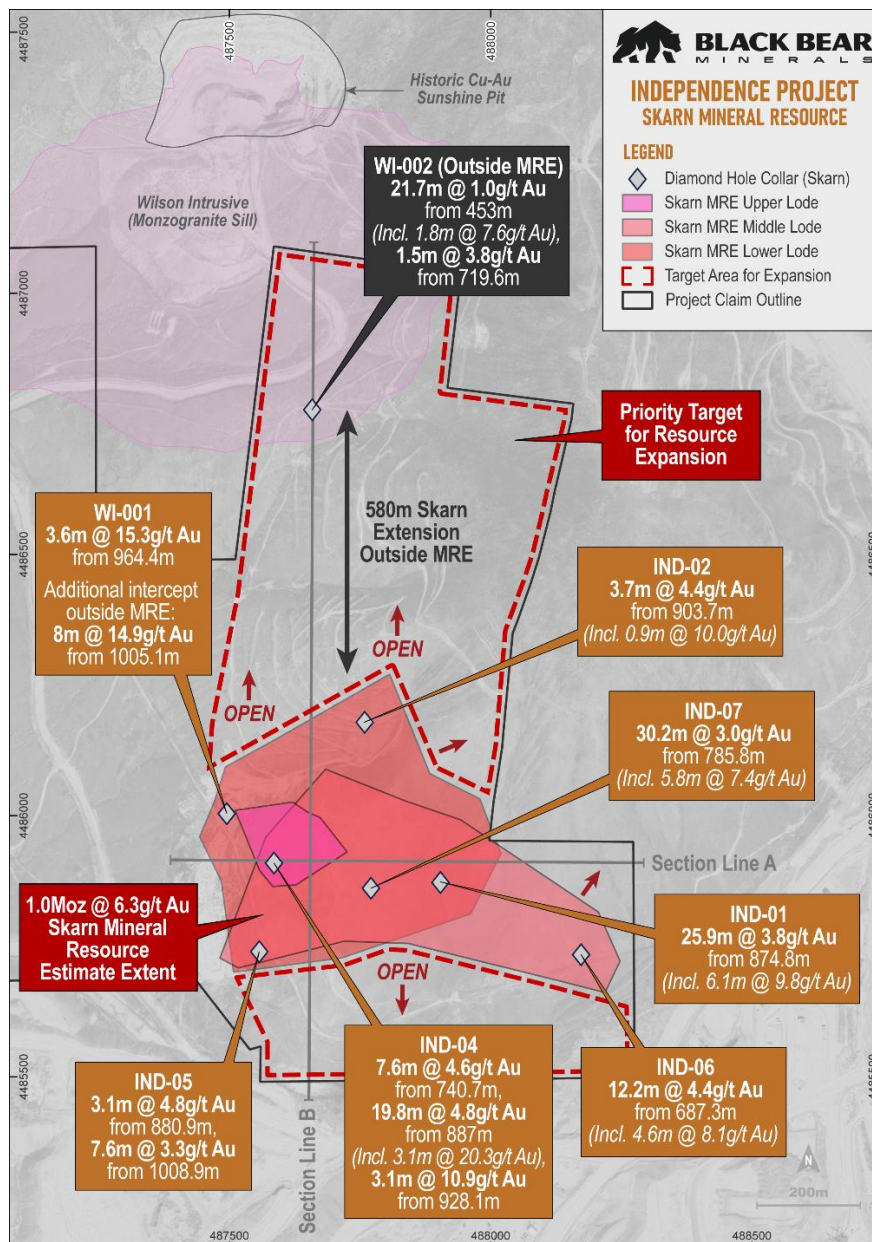 487500
488000
4487500
4487000
4486500
4486000
4485500
BLACK BEAR
MINERALS
INDEPENDENCE PROJECT
SKARN MINERAL RESOURCE
LEGEND
Diamond Hole Collar (Skarn)
Skarn MRE Upper Lode
Skarn MRE Middle Lode
Skarn MRE Lower Lode
Target Area for Expansion
Project Claim Outline
Historic Cu-Au
Sunshine Pit
Wilson Intrusive
(Monzogranite Sill)
WI-002 (Outside MRE)
21.7m @ 1.0g/t Au
from 453m
(Incl. 1.8m @ 7.6g/t Au),
1.5m @ 3.8g/t Au
from 719.6m
Priority Target
for Resource
Expansion
580m Skarn
Extension
Outside MRE
WI-001
3.6m @ 15.3g/t Au
from 964.4m
Additional intercept
outside MRE:
8m @ 14.9g/t Au
from 1005.1m
IND-02
3.7m @ 4.4g/t Au
from 903.7m
(Incl. 0.9m @ 10.0g/t Au)
OPEN
OPEN
IND-07
30.2m @ 3.0g/t Au
from 785.8m
(Incl. 5.8m @ 7.4g/t Au)
Section Line A
1.0Moz @ 6.3g/t Au
Skarn Mineral
Resource
Estimate Extent
IND-01
25.9m @ 3.8g/t Au
from 874.8m
(Incl. 6.1m @ 9.8g/t Au)
OPEN
IND-05
3.1m @ 4.8g/t Au
from 880.9m,
7.6m @ 3.3g/t Au
from 1008.9m
Section Line B
IND-04
7.6m @ 4.6g/t Au
from 740.7m,
19.8m @ 4.8g/t Au
from 887m
(Incl. 3.1m @ 20.3g/t Au),
3.1m @ 10.9g/t Au
from 928.1m
IND-06
12.2m @ 4.4g/t Au
from 687.3m
(Incl. 4.6m @ 8.1g/t Au)
N
200m
4487000
4486500
4486000
4485500
487500
488000
488500